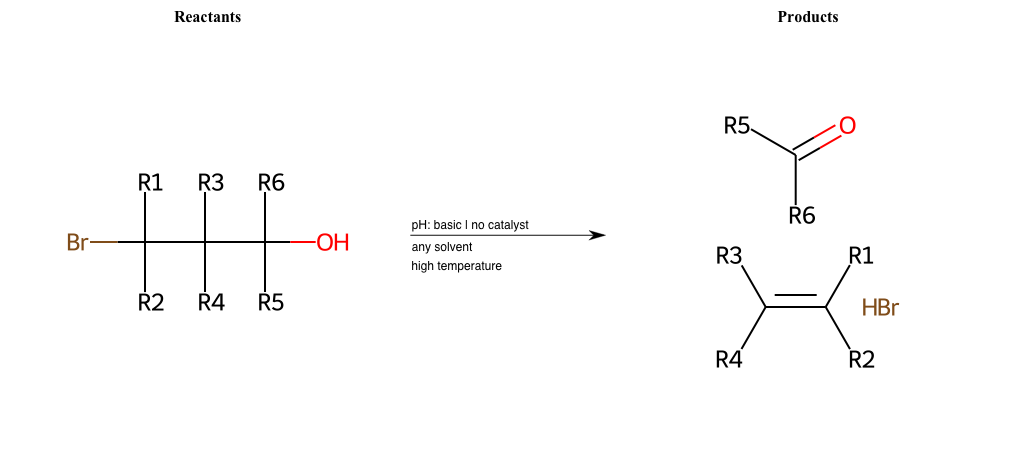 Reactants
Products
R1 R3 R6
Br OH
R2 R4 R5
pH: basic | no catalyst
any solvent
high temperature
R5 O
R6
R3 R1
HBr
R4 R2